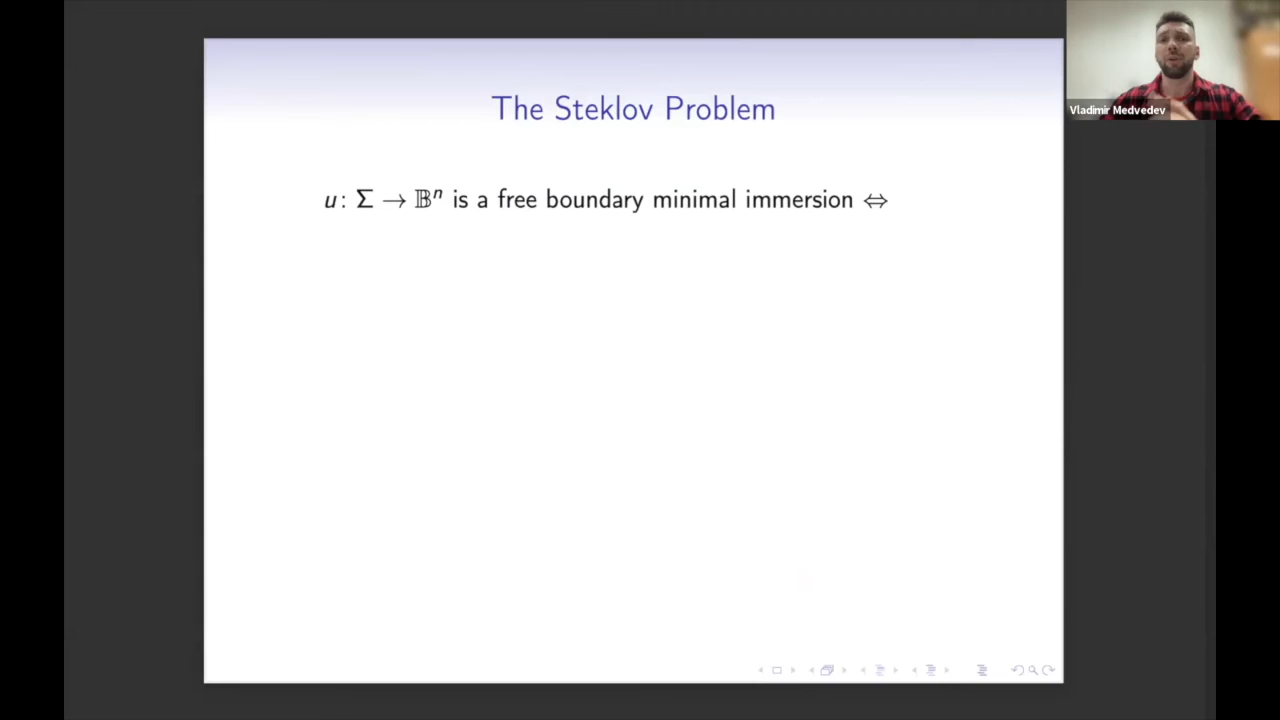 The Steklov Problem
u: Σ → 𝔹ⁿ is a free boundary minimal immersion ⇔
Vladimir Medvedev